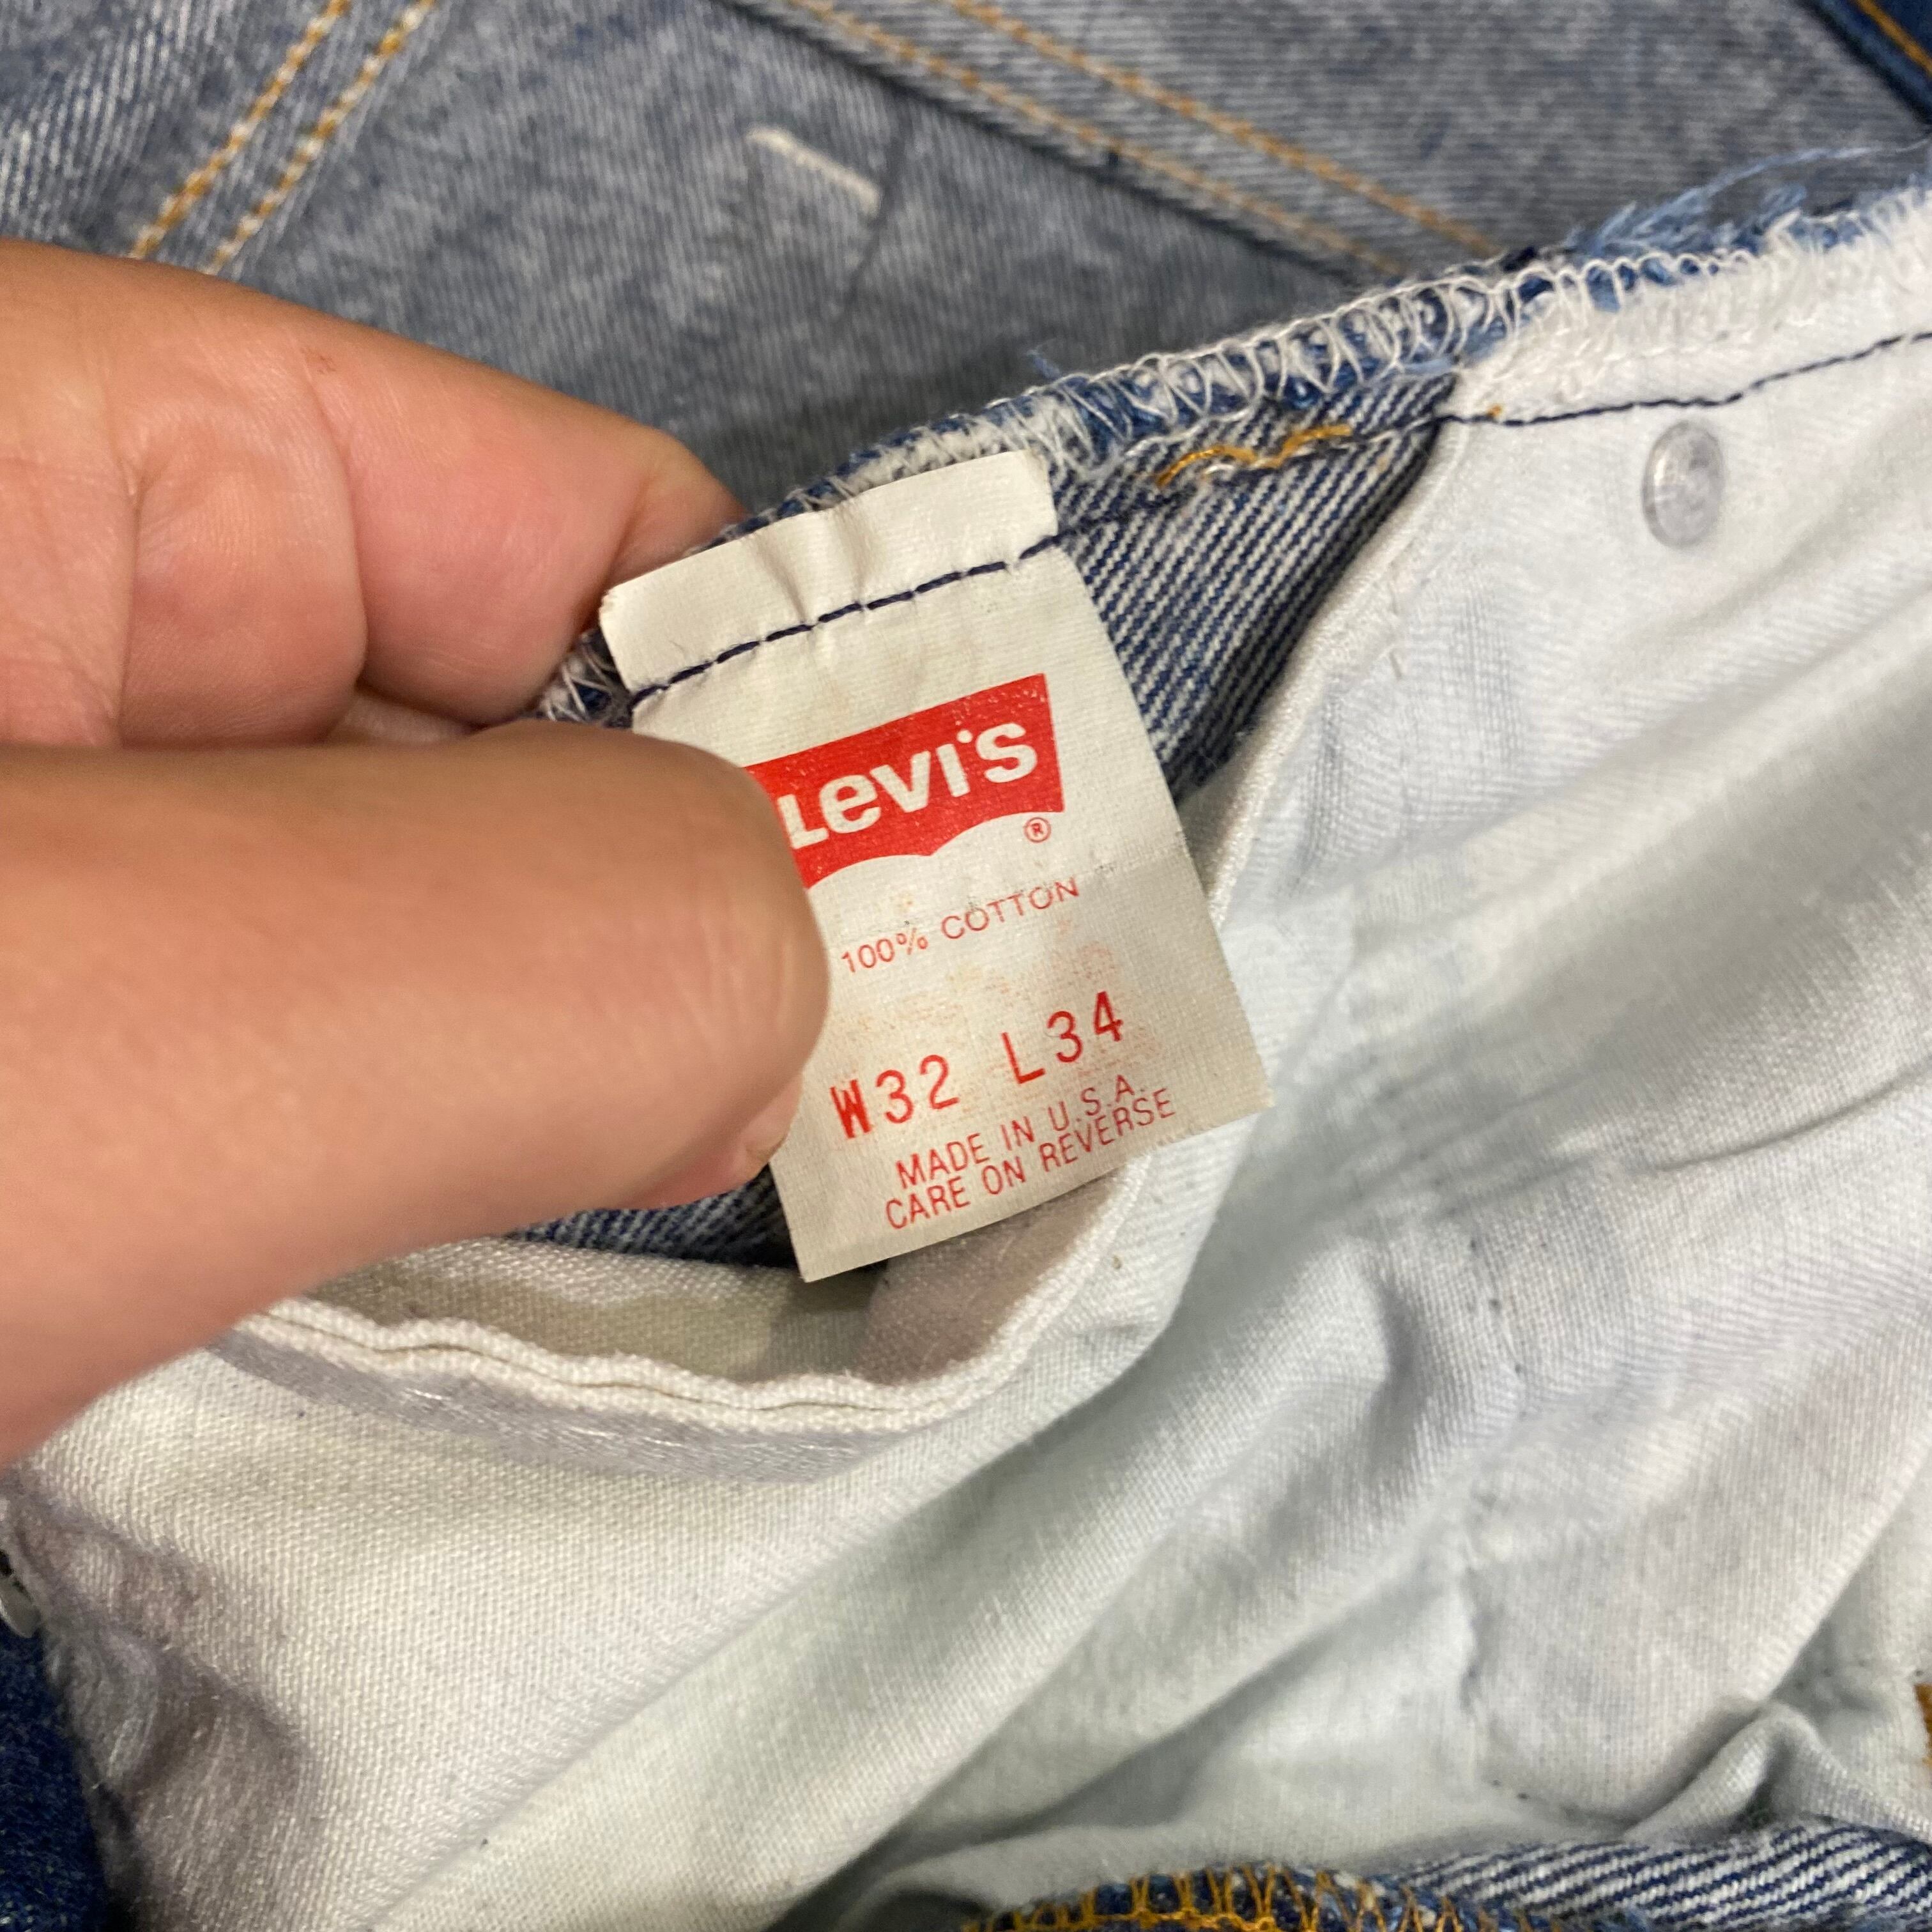 Levi's
®
100% COTTON
W32 L34
MADE IN U.S.A.
CARE ON REVERSE